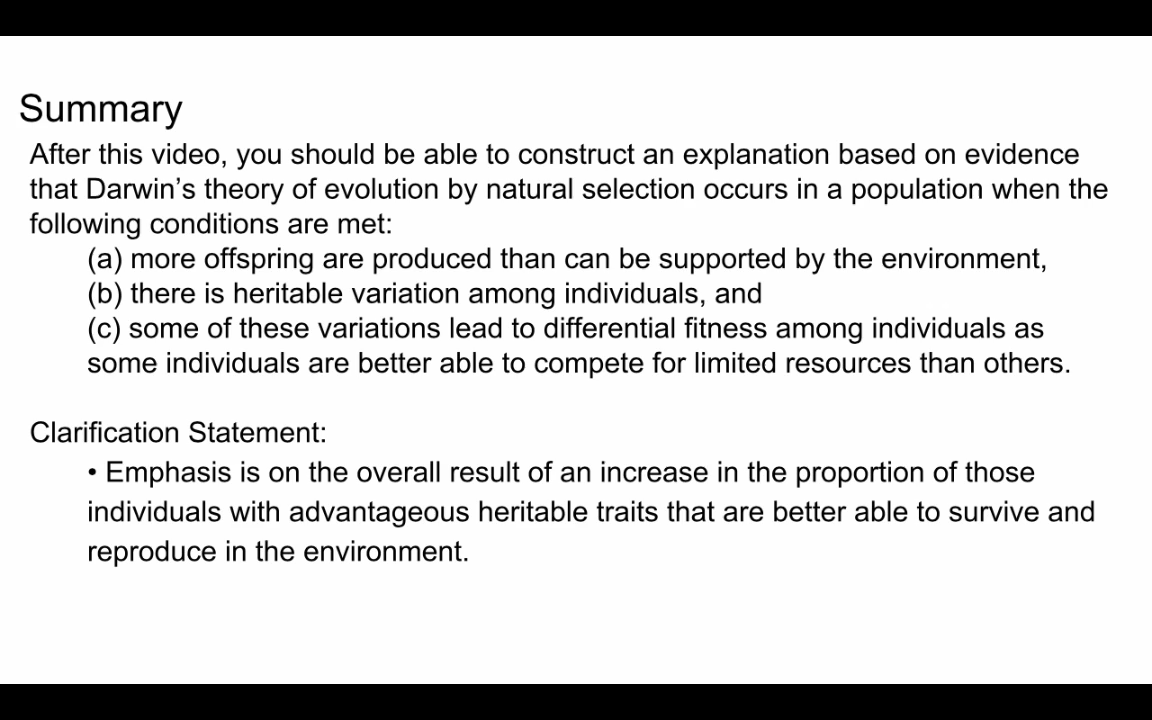 Summary
After this video, you should be able to construct an explanation based on evidence
that Darwin’s theory of evolution by natural selection occurs in a population when the
following conditions are met:
(a) more offspring are produced than can be supported by the environment,
(b) there is heritable variation among individuals, and
(c) some of these variations lead to differential fitness among individuals as
some individuals are better able to compete for limited resources than others.
Clarification Statement:
• Emphasis is on the overall result of an increase in the proportion of those
individuals with advantageous heritable traits that are better able to survive and
reproduce in the environment.